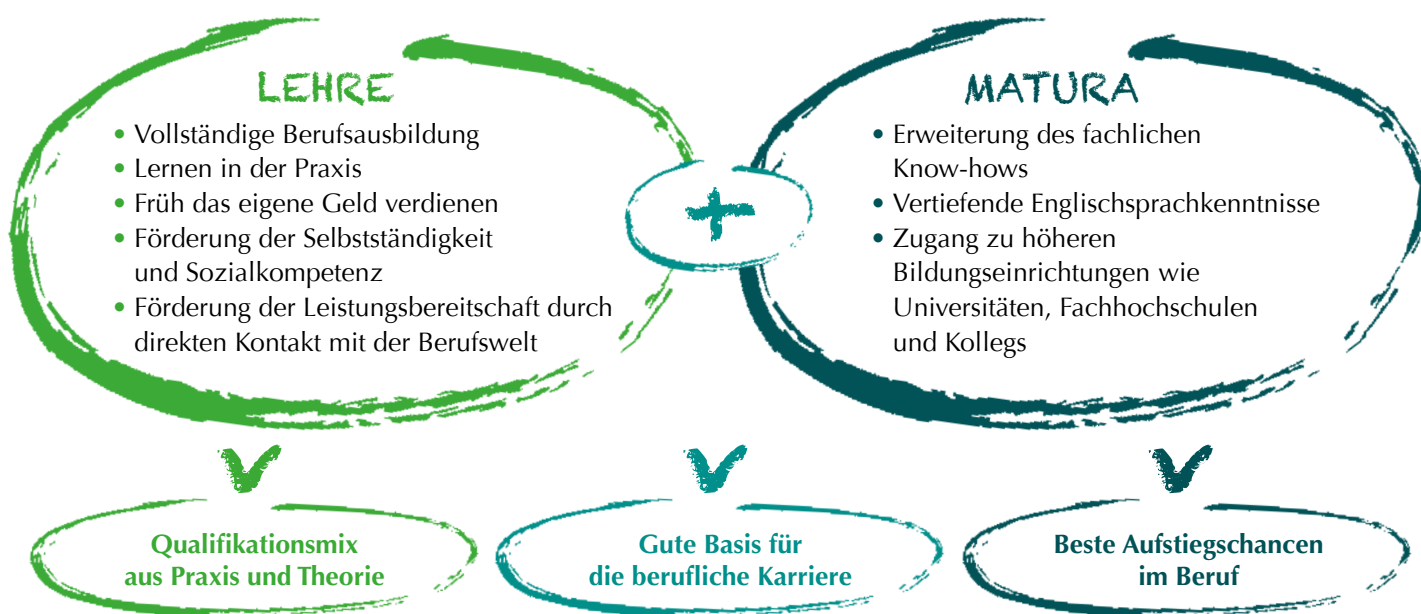 LEHRE
• Vollständige Berufsausbildung
• Lernen in der Praxis
• Früh das eigene Geld verdienen
• Förderung der Selbstständigkeit
und Sozialkompetenz
• Förderung der Leistungsbereitschaft durch
direkten Kontakt mit der Berufswelt
+
MATURA
• Erweiterung des fachlichen
Know-hows
• Vertiefende Englischsprachkenntnisse
• Zugang zu höheren
Bildungseinrichtungen wie
Universitäten, Fachhochschulen
und Kollegs
Qualifikationsmix
aus Praxis und Theorie
Gute Basis für
die berufliche Karriere
Beste Aufstiegschancen
im Beruf